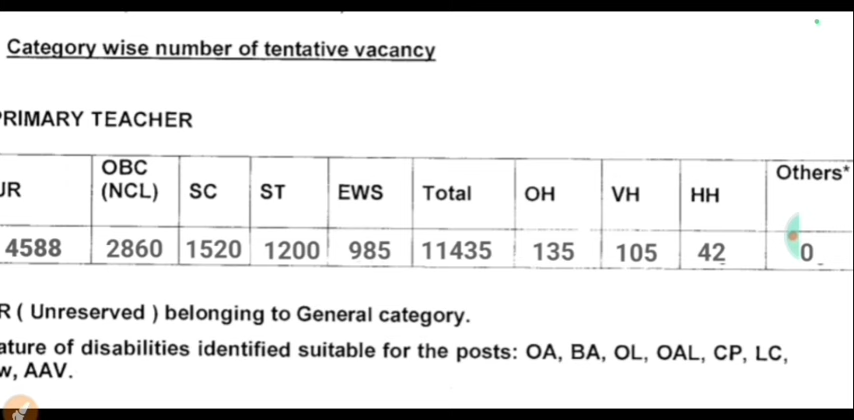 Category wise number of tentative vacancy
PRIMARY TEACHER
UR OBC (NCL) SC ST EWS Total OH VH HH Others*
4588 2860 1520 1200 985 11435 135 105 42 0
R ( Unreserved ) belonging to General category.
ature of disabilities identified suitable for the posts: OA, BA, OL, OAL, CP, LC,
w, AAV.